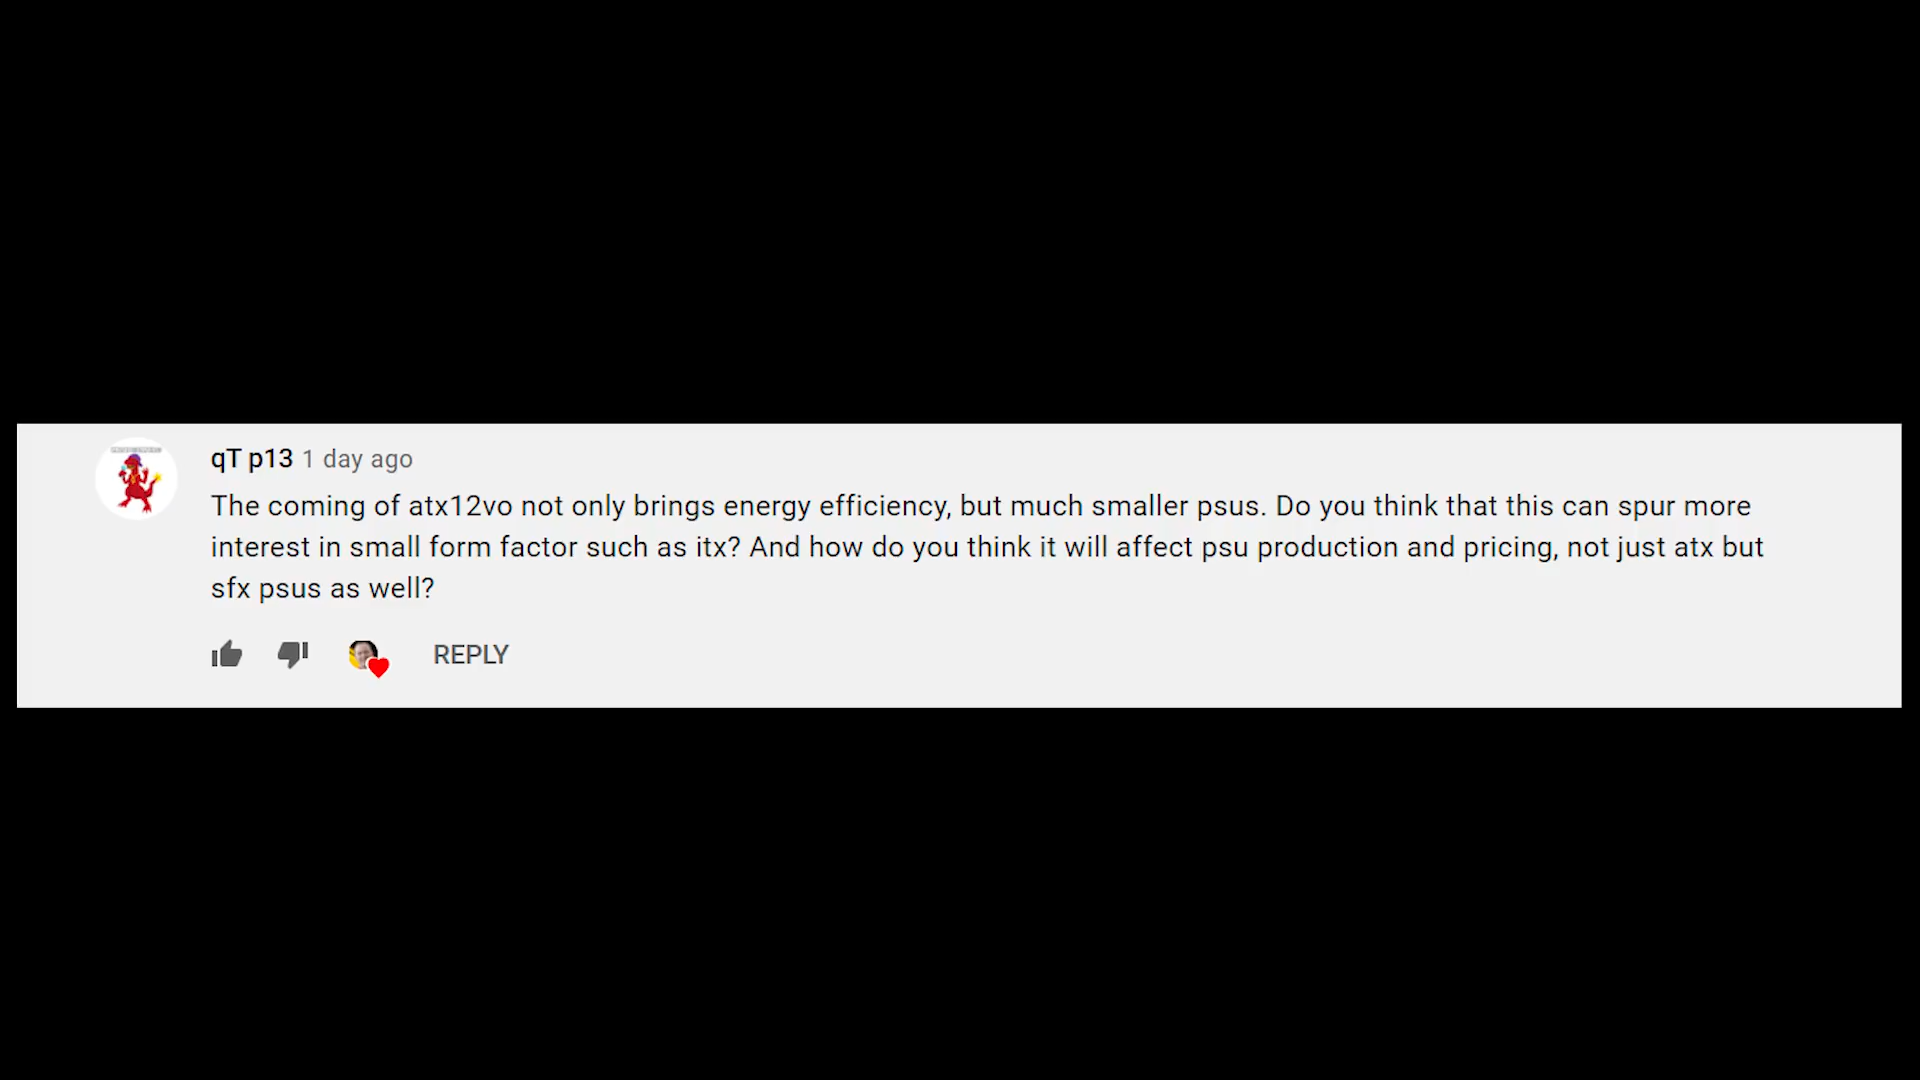 qT p13 1 day ago
The coming of atx12vo not only brings energy efficiency, but much smaller psus. Do you think that this can spur more
interest in small form factor such as itx? And how do you think it will affect psu production and pricing, not just atx but
sfx psus as well?
REPLY